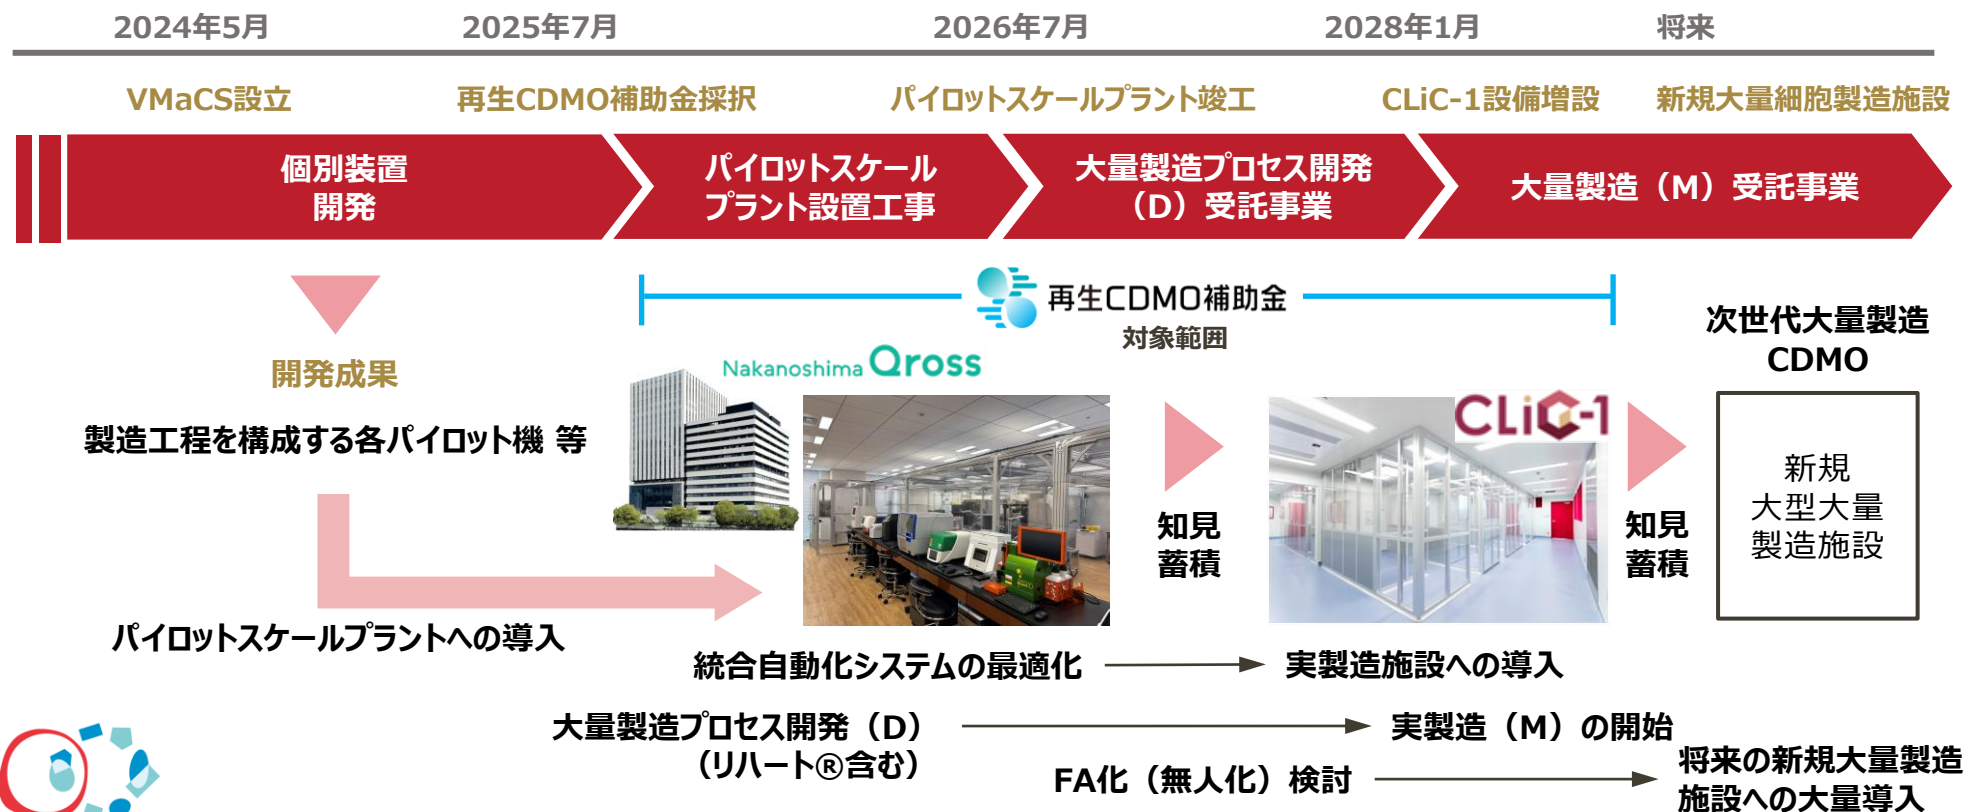 2024年5月
2025年7月
2026年7月
2028年1月
将来
VMaCS設立
再生CDMO補助金採択
パイロットスケールプラント竣工
CLiC-1設備増設
新規大量細胞製造施設
個別装置
開発
パイロットスケール
プラント設置工事
大量製造プロセス開発
（D）受託事業
大量製造（M）受託事業
再生CDMO補助金
対象範囲
開発成果
製造工程を構成する各パイロット機 等
パイロットスケールプラントへの導入
Nakanoshima Qross
知見
蓄積
CLiC-1
知見
蓄積
次世代大量製造
CDMO
新規
大型大量
製造施設
統合自動化システムの最適化
実製造施設への導入
大量製造プロセス開発（D）
（リハート®含む）
実製造（M）の開始
FA化（無人化）検討
将来の新規大量製造
施設への大量導入